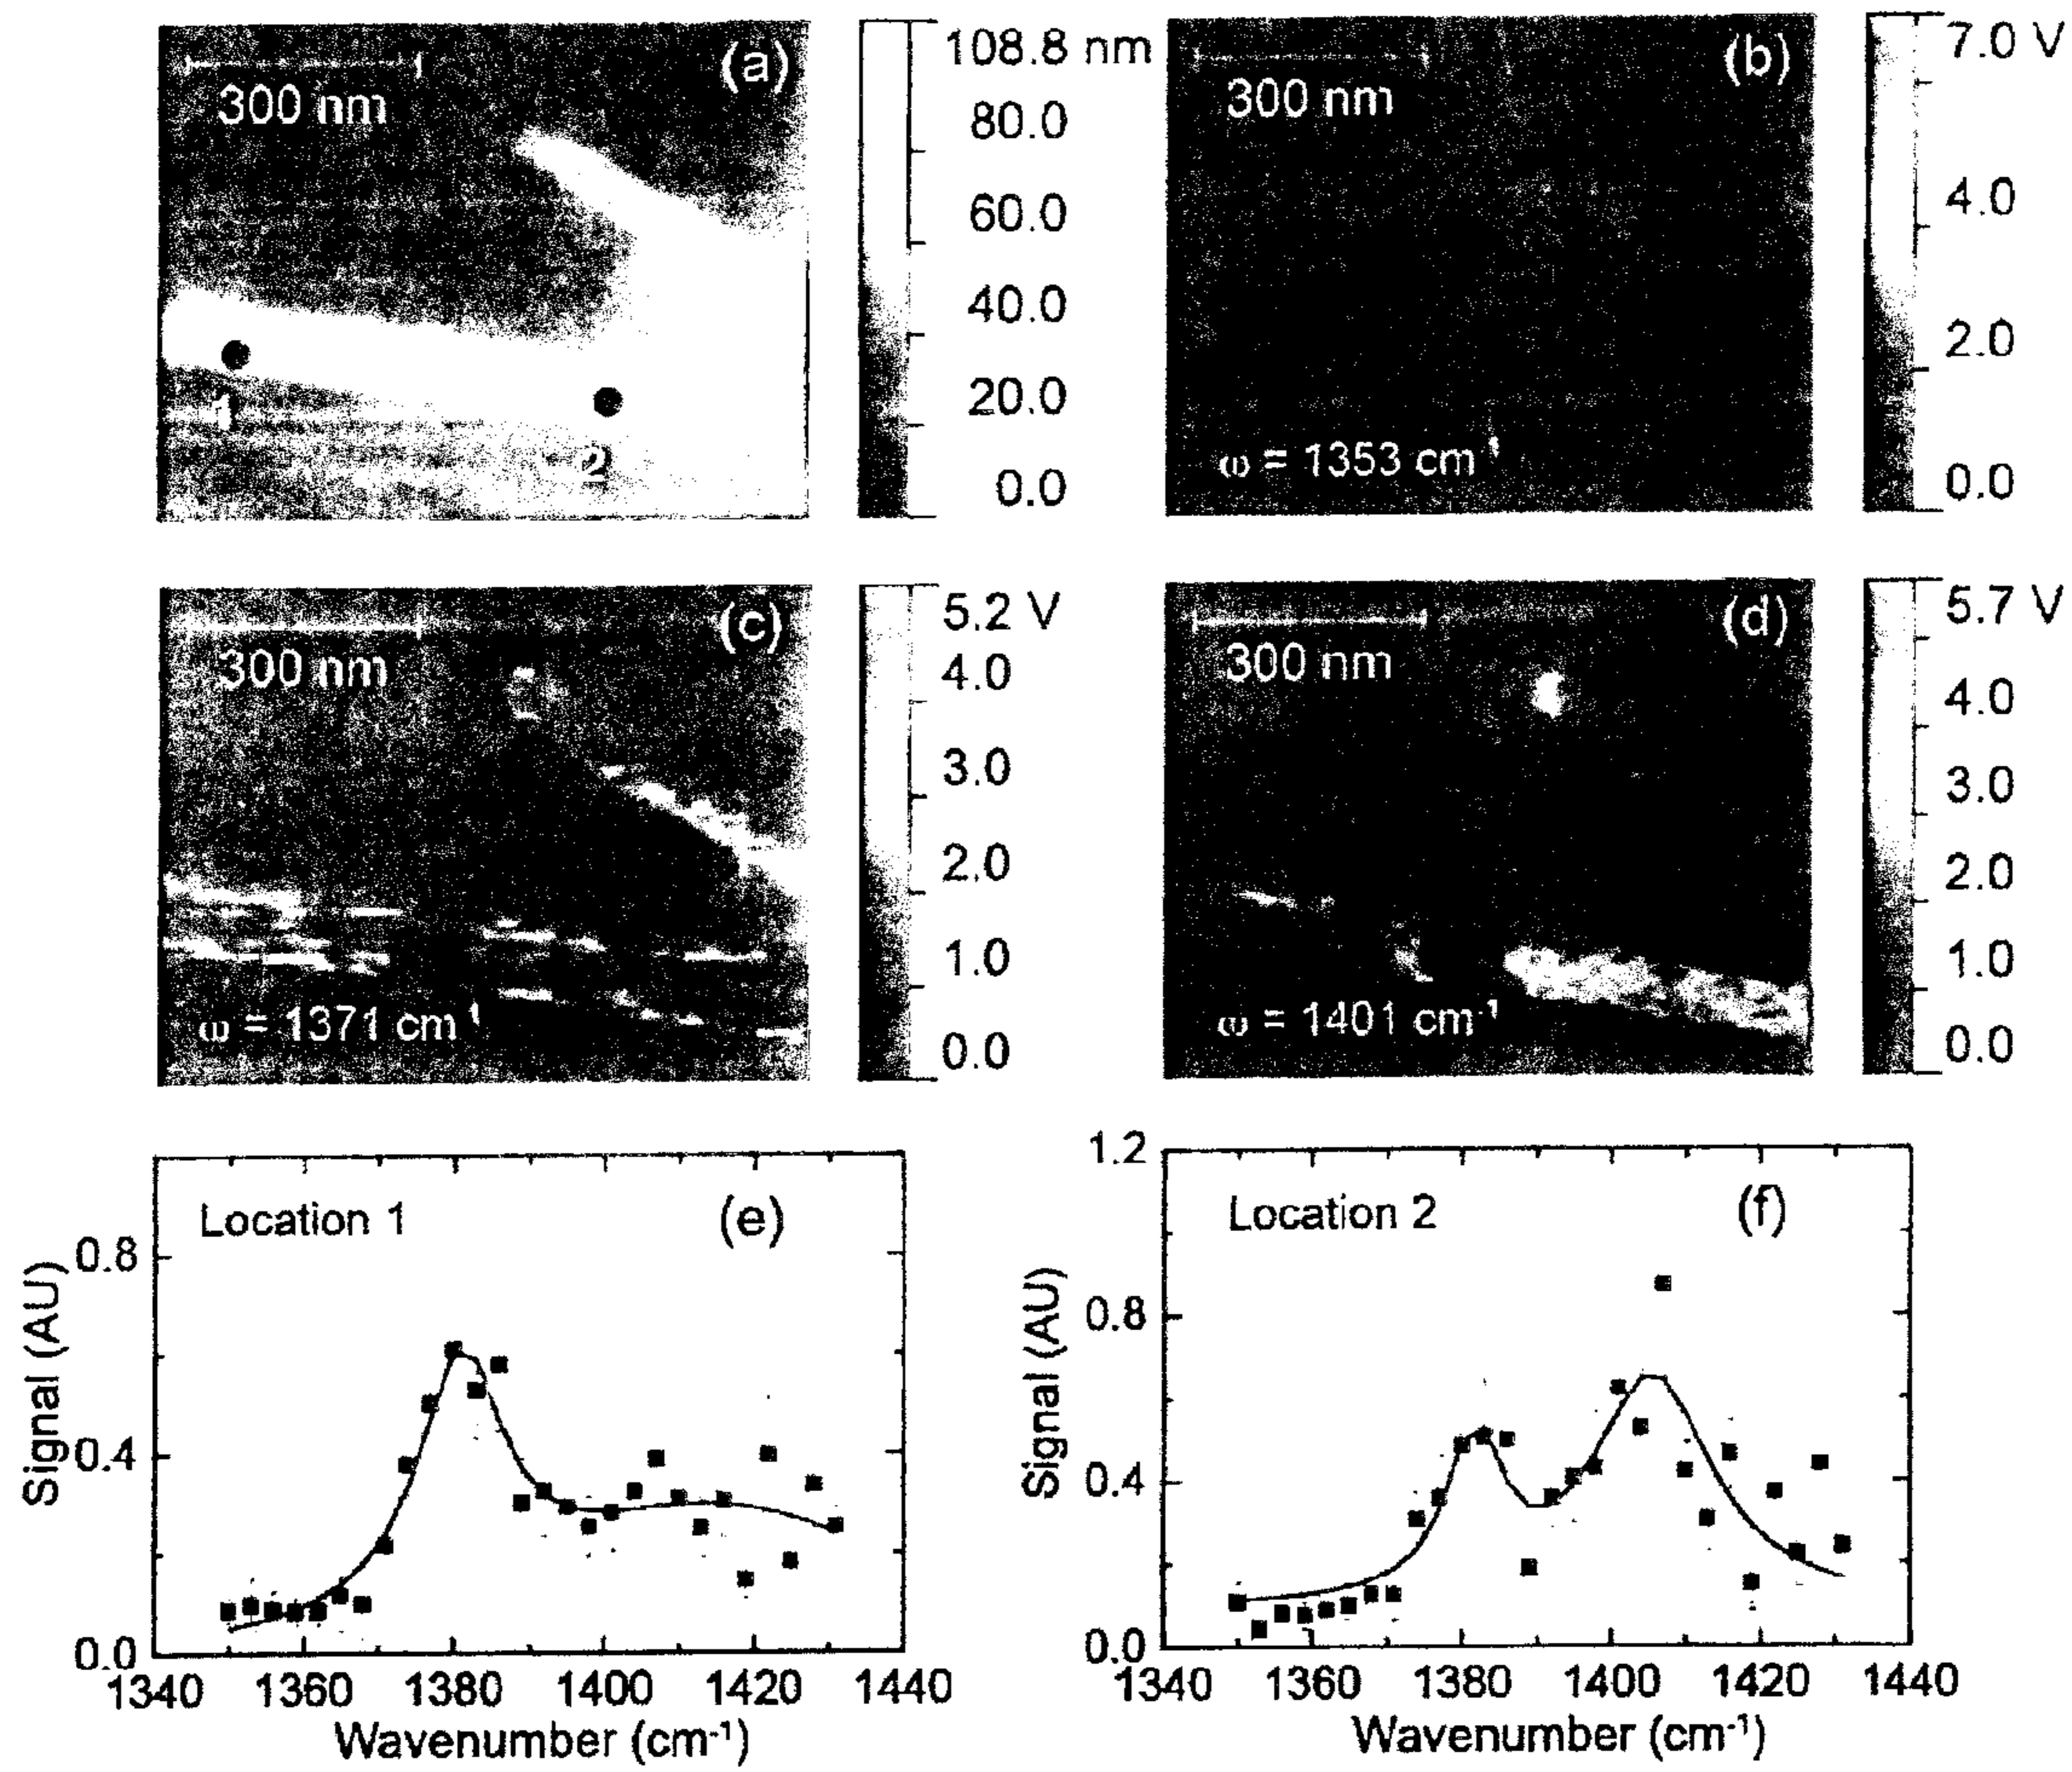 (a)
300 nm
1
2
108.8 nm
80.0
60.0
40.0
20.0
0.0
(b)
300 nm
ω = 1353 cm-1
7.0 V
4.0
2.0
0.0
(c)
300 nm
ω = 1371 cm-1
5.2 V
4.0
3.0
2.0
1.0
0.0
(d)
300 nm
ω = 1401 cm-1
5.7 V
4.0
3.0
2.0
1.0
0.0
Location 1
(e)
Signal (AU)
0.8
0.4
0.0
1340 1360 1380 1400 1420 1440
Wavenumber (cm-1)
Location 2
(f)
Signal (AU)
1.2
0.8
0.4
0.0
1340 1360 1380 1400 1420 1440
Wavenumber (cm-1)